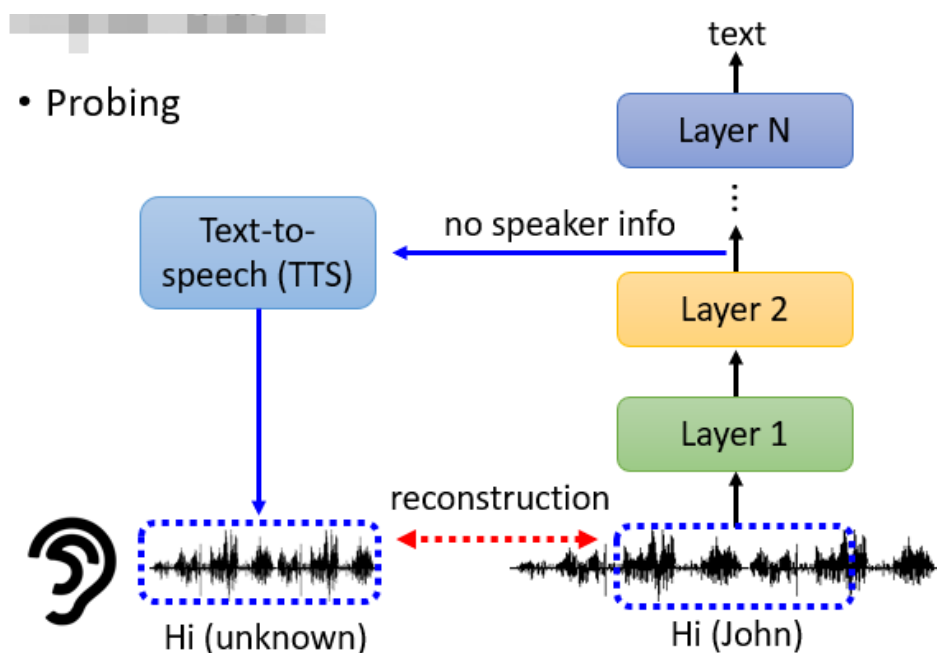 • Probing
text
Layer N
⋮
no speaker info
Text-to-
speech (TTS)
Layer 2
Layer 1
reconstruction
Hi (unknown)
Hi (John)